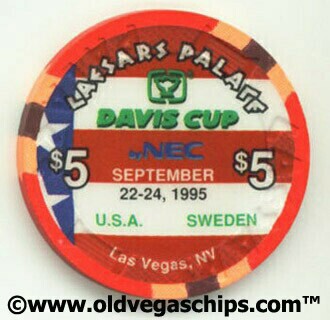 CAESARS PALACE
DAVIS CUP
by NEC
$5 $5
SEPTEMBER
22-24, 1995
U.S.A. SWEDEN
Las Vegas, NV
©www.oldvegaschips.com™